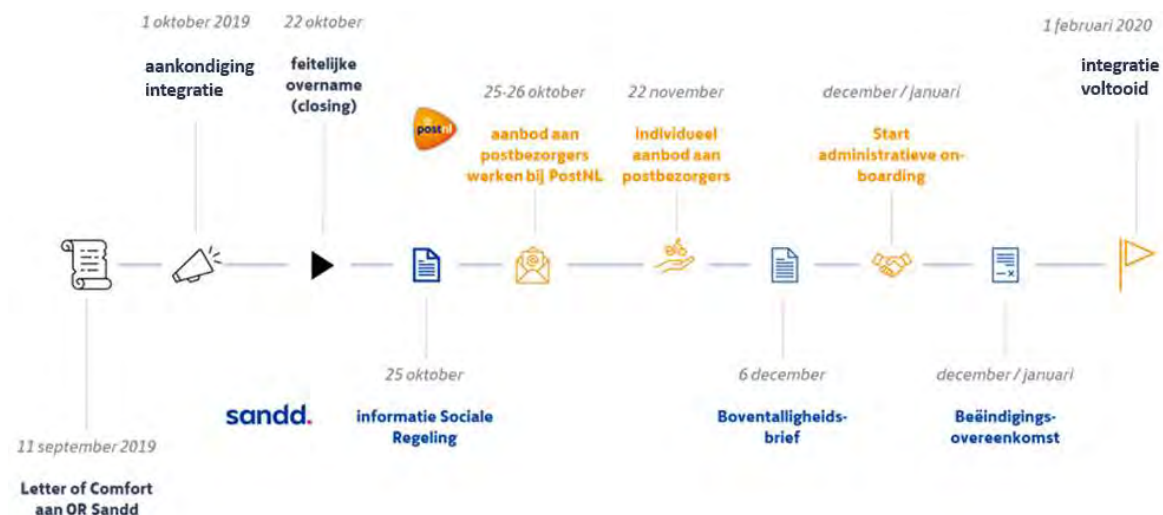 1 oktober 2019
aankondiging
integratie
22 oktober
feitelijke
overname
(closing)
postnl
25-26 oktober
aanbod aan
postbezorgers
werken bij PostNL
22 november
individueel
aanbod aan
postbezorgers
december / januari
Start
administratieve on-
boarding
1 februari 2020
integratie
voltooid
11 september 2019
Letter of Comfort
aan OR Sandd
sandd.
25 oktober
informatie Sociale
Regeling
6 december
Boventalligheids-
brief
december / januari
Beëindigings-
overeenkomst